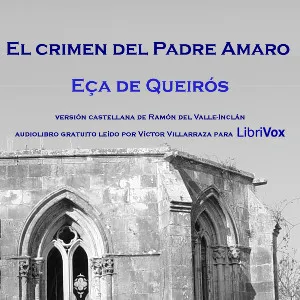 El crimen del Padre Amaro
Eça de Queirós
versión castellana de Ramón del Valle-Inclán
audiolibro gratuito leído por Víctor Villarraza para LibriVox